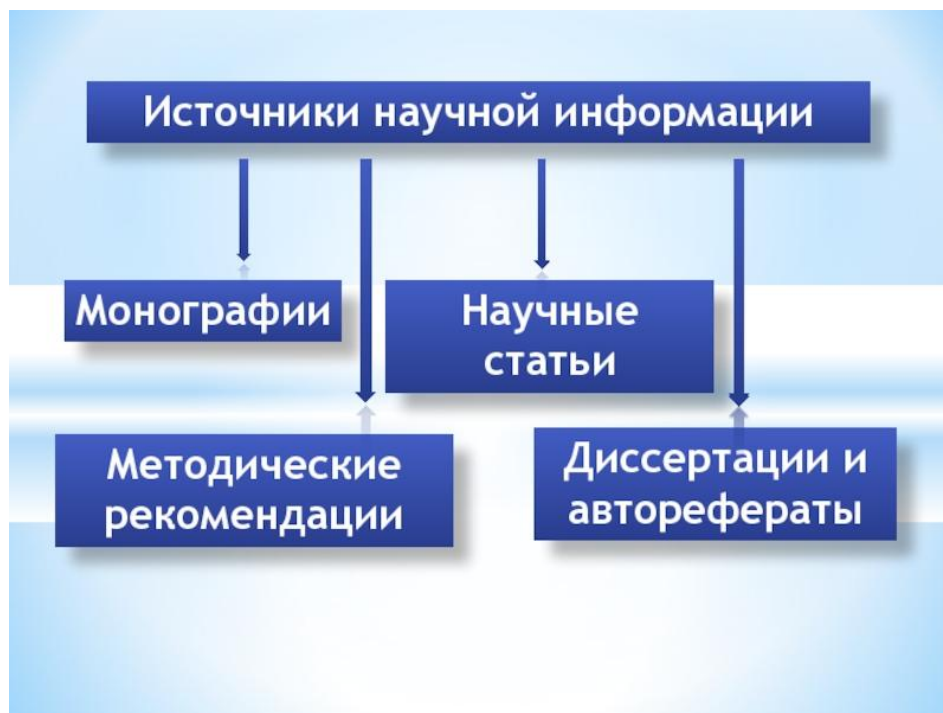 Источники научной информации
Монографии
Научные
статьи
Методические
рекомендации
Диссертации и
авторефераты